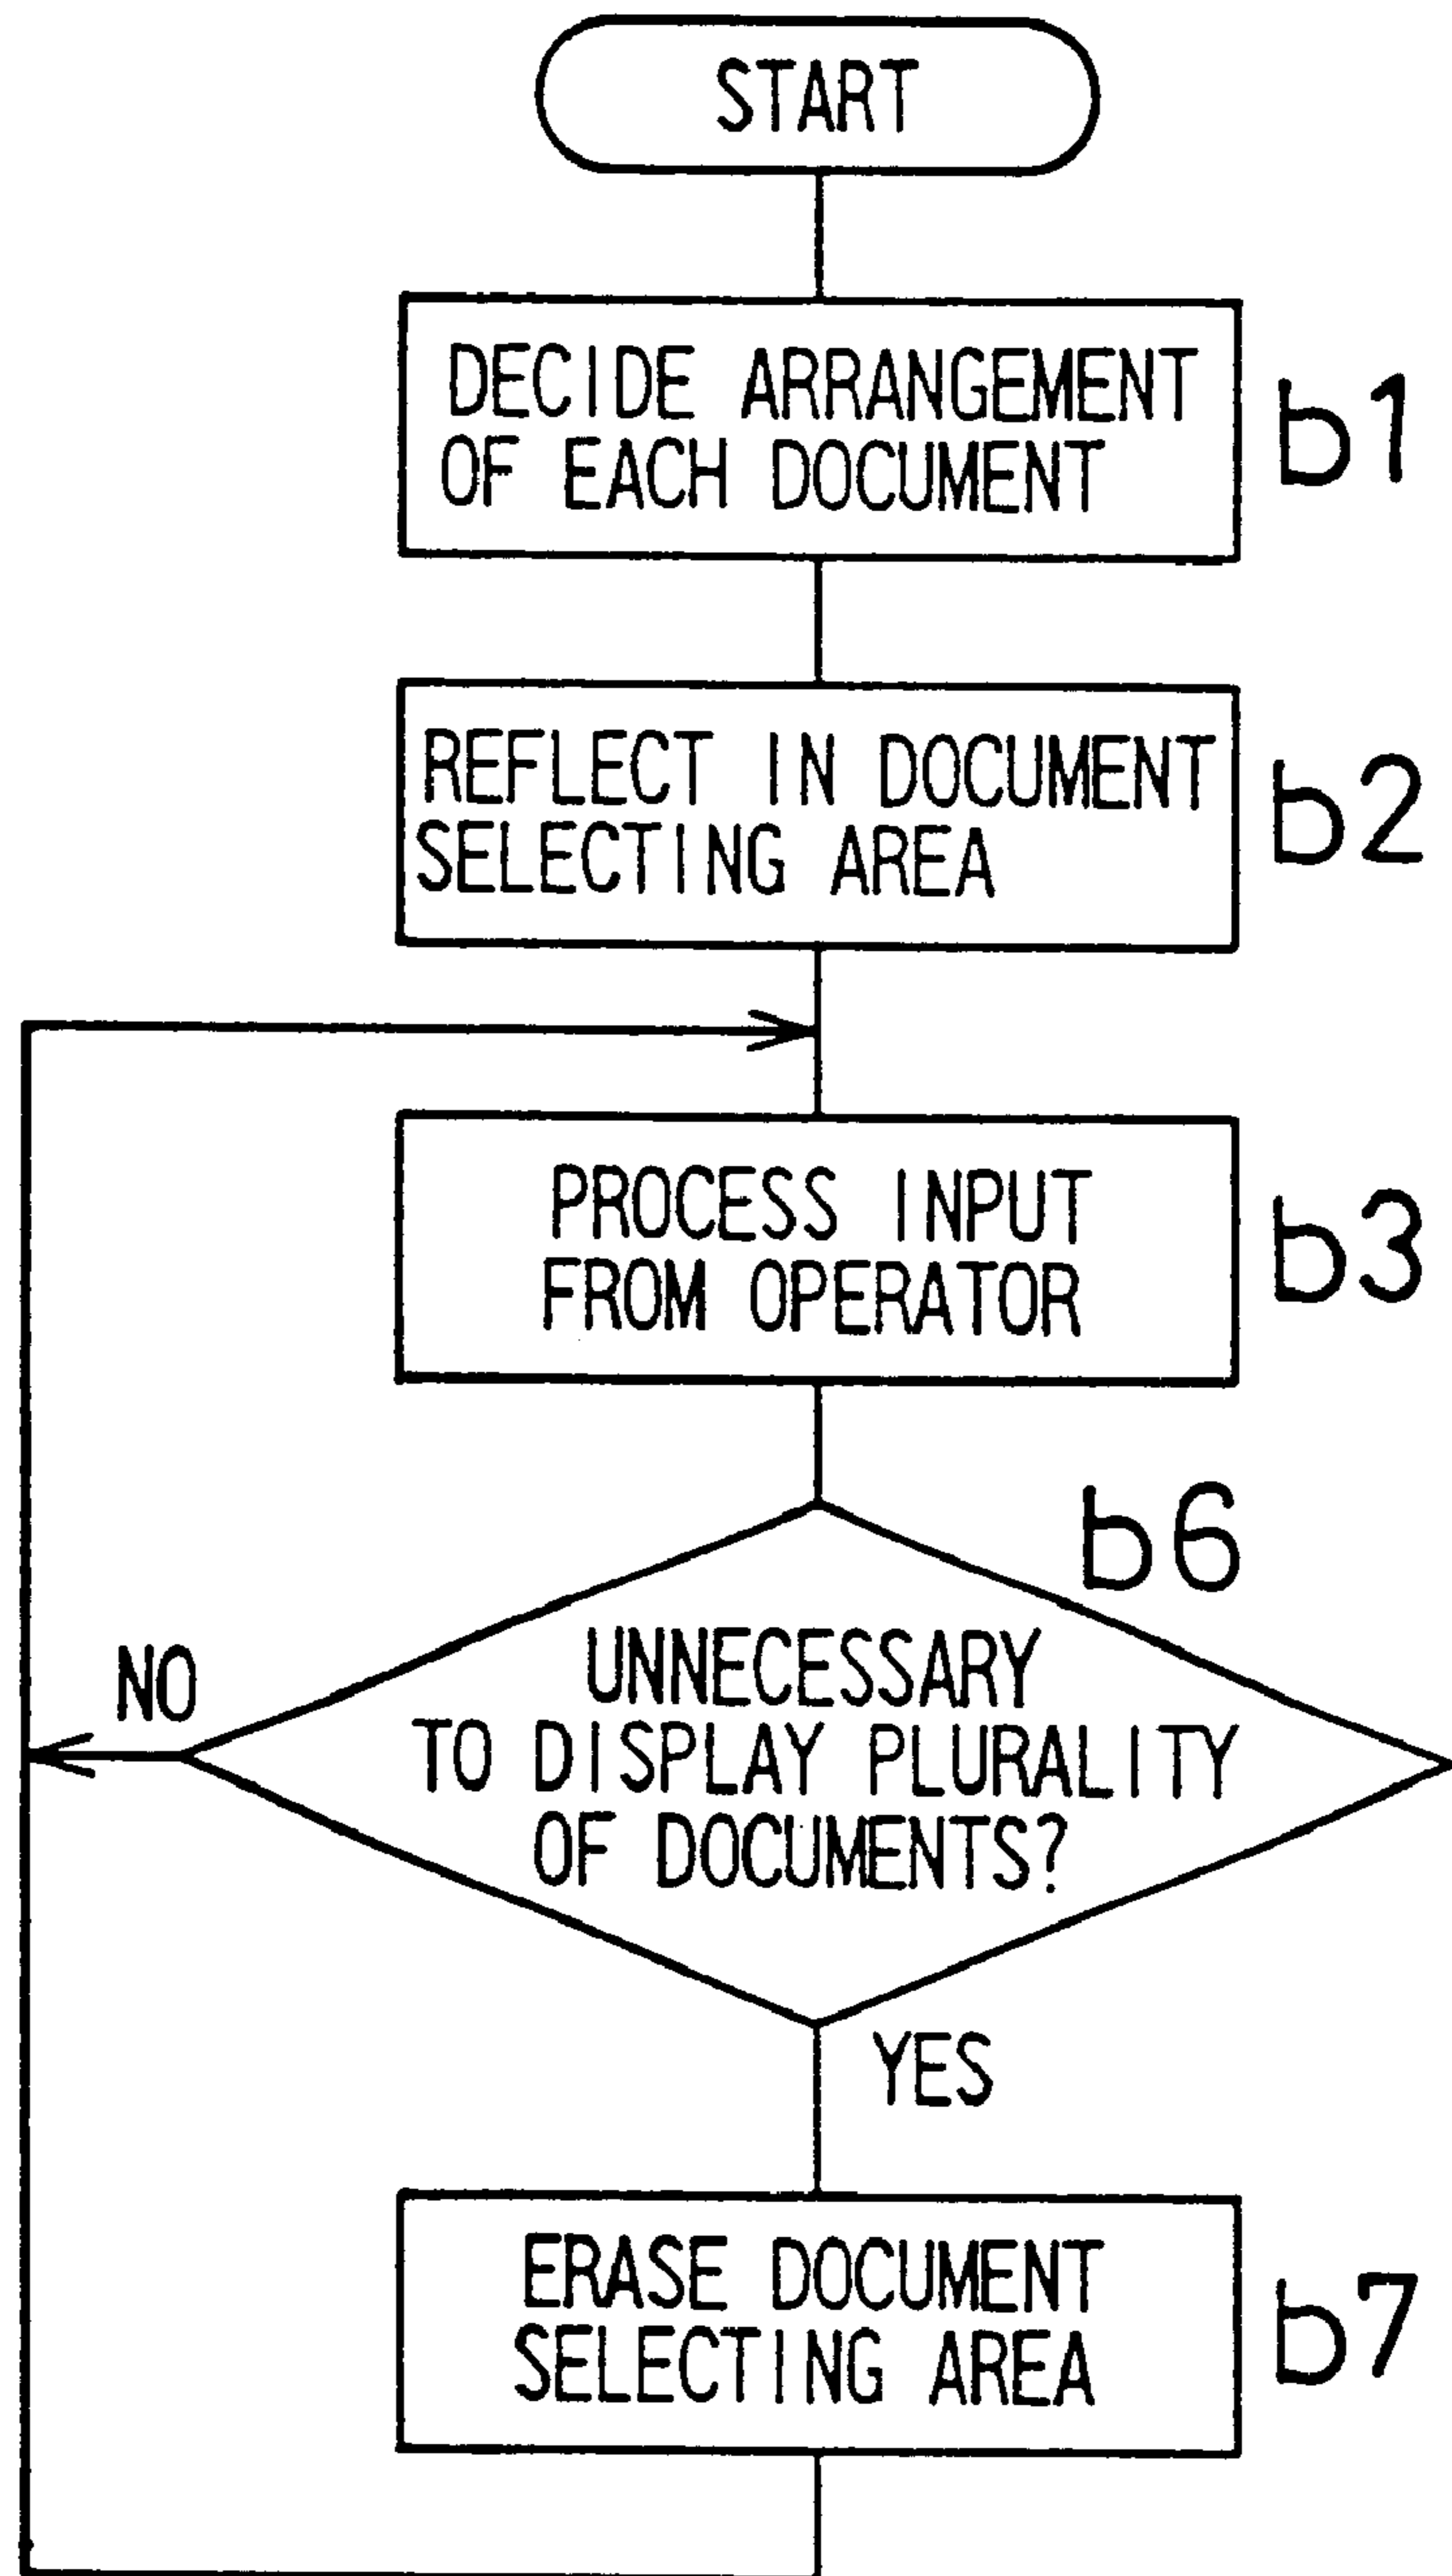 START
DECIDE ARRANGEMENT
OF EACH DOCUMENT
b1
REFLECT IN DOCUMENT
SELECTING AREA
b2
PROCESS INPUT
FROM OPERATOR
b3
b6
NO
UNNECESSARY
TO DISPLAY PLURALITY
OF DOCUMENTS?
YES
ERASE DOCUMENT
SELECTING AREA
b7